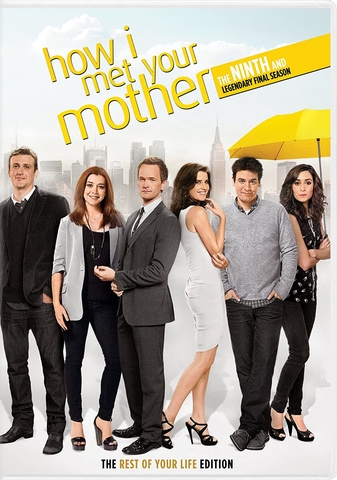 how i
met your
mother
THE NINTH AND
LEGENDARY FINAL SEASON
THE REST OF YOUR LIFE EDITION